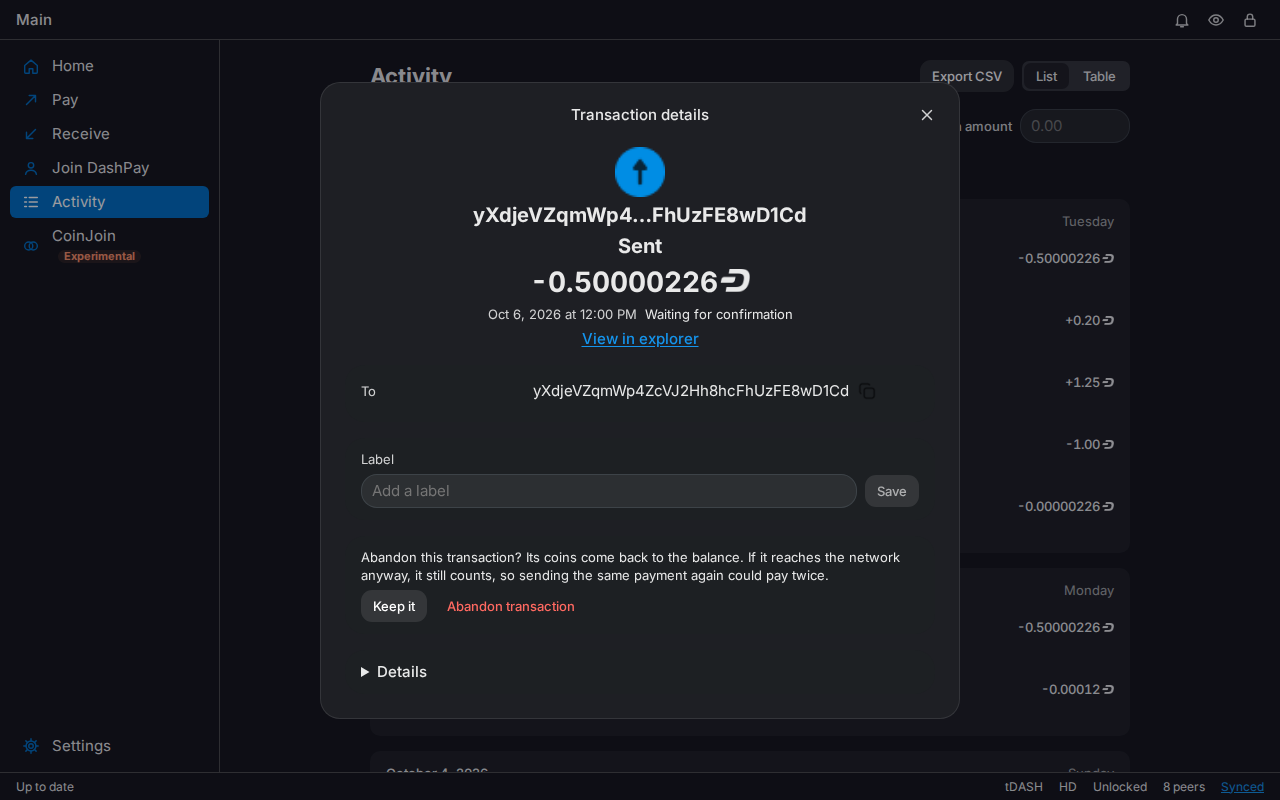 Main
Home
Pay
Receive
Join DashPay
Activity
CoinJoin
Experimental
Settings
Activity
Export CSV
List
Table
amount
0.00
Tuesday
-0.50000226
+0.20
+1.25
-1.00
-0.00000226
Monday
-0.50000226
-0.00012
Transaction details
yXdjeVZqmWp4...FhUzFE8wD1Cd
Sent
-0.50000226
Oct 6, 2026 at 12:00 PM Waiting for confirmation
View in explorer
To
yXdjeVZqmWp4ZcVJ2Hh8hcFhUzFE8wD1Cd
Label
Add a label
Save
Abandon this transaction? Its coins come back to the balance. If it reaches the network
anyway, it still counts, so sending the same payment again could pay twice.
Keep it
Abandon transaction
Details
October 4, 2026
Sunday
Up to date
tDASH
HD
Unlocked
8 peers
Synced